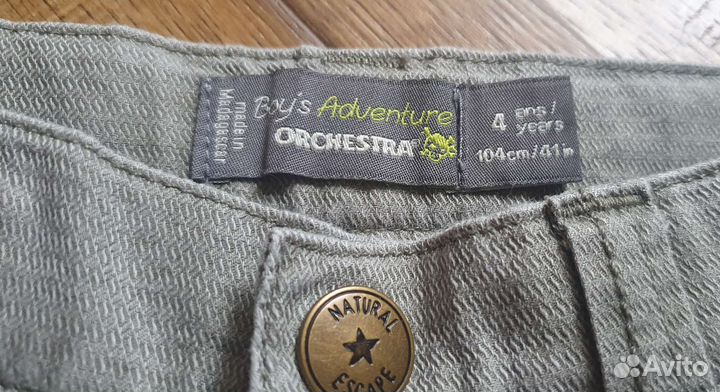 made in
Madagascar
Boy's Adventure
ORCHESTRA
4 ans/
years
104cm/41in
NATURAL
ESCAPE
Avito